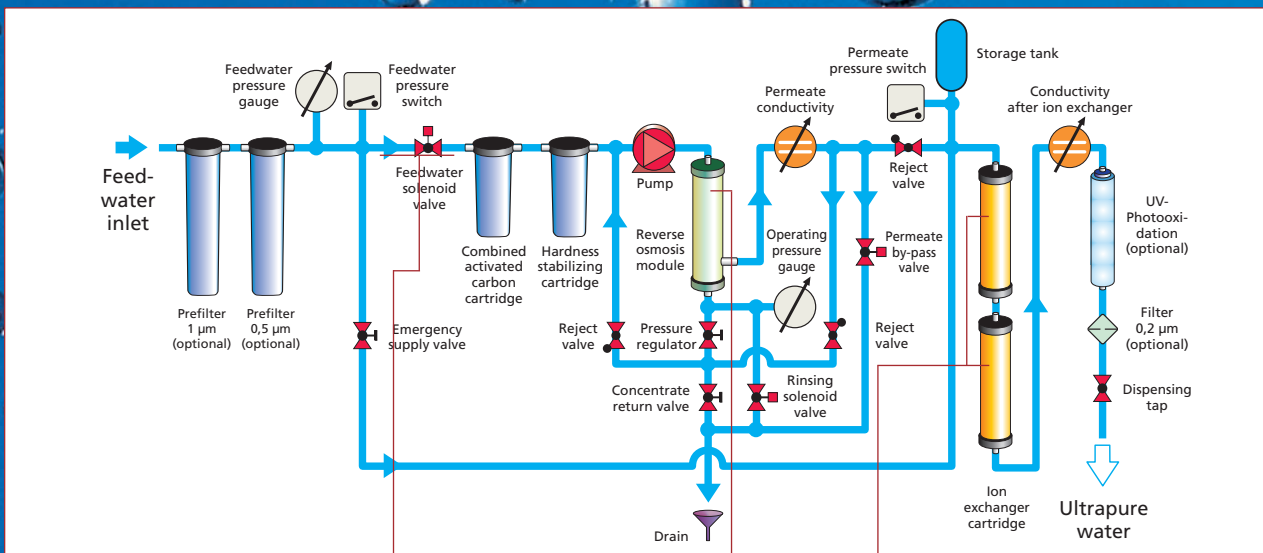 Feedwater
pressure
gauge
Feedwater
pressure
switch
Permeate
pressure switch
Storage tank
Permeate
conductivity
Conductivity
after ion exchanger
Feed-
water
inlet
Feedwater
solenoid
valve
Pump
Reject
valve
UV-
Photooxi-
dation
(optional)
Combined
activated
carbon
cartridge
Hardness
stabilizing
cartridge
Reverse
osmosis
module
Operating
pressure
gauge
Permeate
by-pass
valve
Prefilter
1 µm
(optional)
Prefilter
0,5 µm
(optional)
Emergency
supply valve
Reject
valve
Pressure
regulator
Reject
valve
Filter
0,2 µm
(optional)
Concentrate
return valve
Rinsing
solenoid
valve
Dispensing
tap
Ion
exchanger
cartridge
Ultrapure
water
Drain